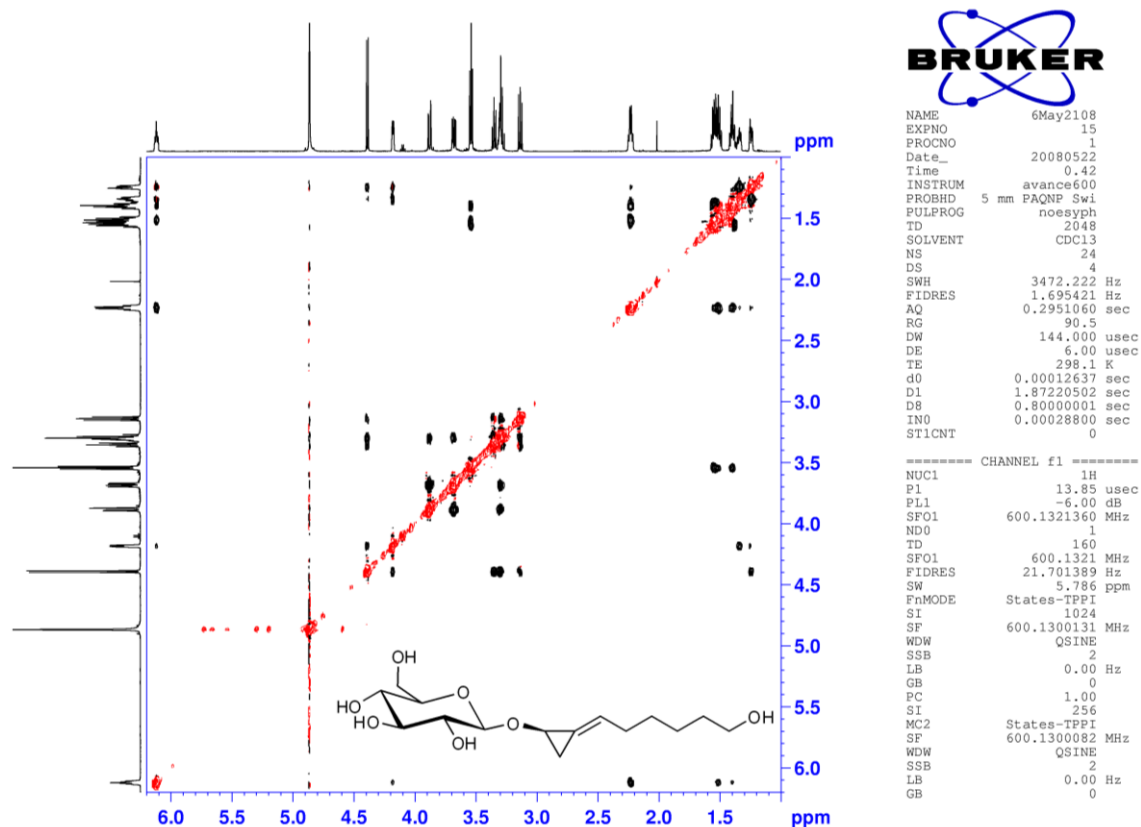 BRUKER
NAME 6May2108
EXPNO 15
PROCNO 1
Date_ 20080522
Time 0.42
INSTRUM avance600
PROBHD 5 mm PAQNP Swi
PULPROG noesyph
TD 2048
SOLVENT CDCl3
NS 24
DS 4
SWH 3472.222 Hz
FIDRES 1.695421 Hz
AQ 0.2951060 sec
RG 90.5
DW 144.000 usec
DE 6.00 usec
TE 298.1 K
d0 0.00012637 sec
D1 1.87220502 sec
D8 0.80000001 sec
IN0 0.00028800 sec
ST1CNT 0
======== CHANNEL f1 ========
NUC1 1H
P1 13.85 usec
PL1 -6.00 dB
SFO1 600.1321360 MHz
ND0 1
TD 160
SFO1 600.1321 MHz
FIDRES 21.701389 Hz
SW 5.786 ppm
FnMODE States-TPPI
SI 1024
SF 600.1300131 MHz
WDW QSINE
SSB 2
LB 0.00 Hz
GB 0
PC 1.00
SI 256
MC2 States-TPPI
SF 600.1300082 MHz
WDW QSINE
SSB 2
LB 0.00 Hz
GB 0
ppm
1.5
2.0
2.5
3.0
3.5
4.0
4.5
5.0
5.5
6.0
OH
O
HO
HO
O
OH
OH
6.0 5.5 5.0 4.5 4.0 3.5 3.0 2.5 2.0 1.5 ppm